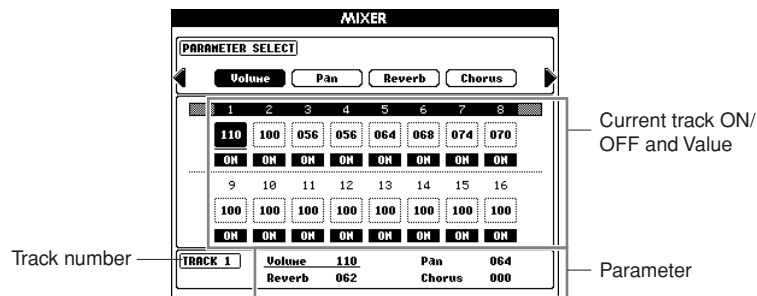 MIXER
PARAMETER SELECT
Volume Pan Reverb Chorus
1 2 3 4 5 6 7 8
110 100 056 056 064 068 074 070
ON ON ON ON ON ON ON ON
9 10 11 12 13 14 15 16
100 100 100 100 100 100 100 100
ON ON ON ON ON ON ON ON
TRACK 1
Volume 110 Pan 064
Reverb 062 Chorus 000
Current track ON/
OFF and Value
Track number
Parameter